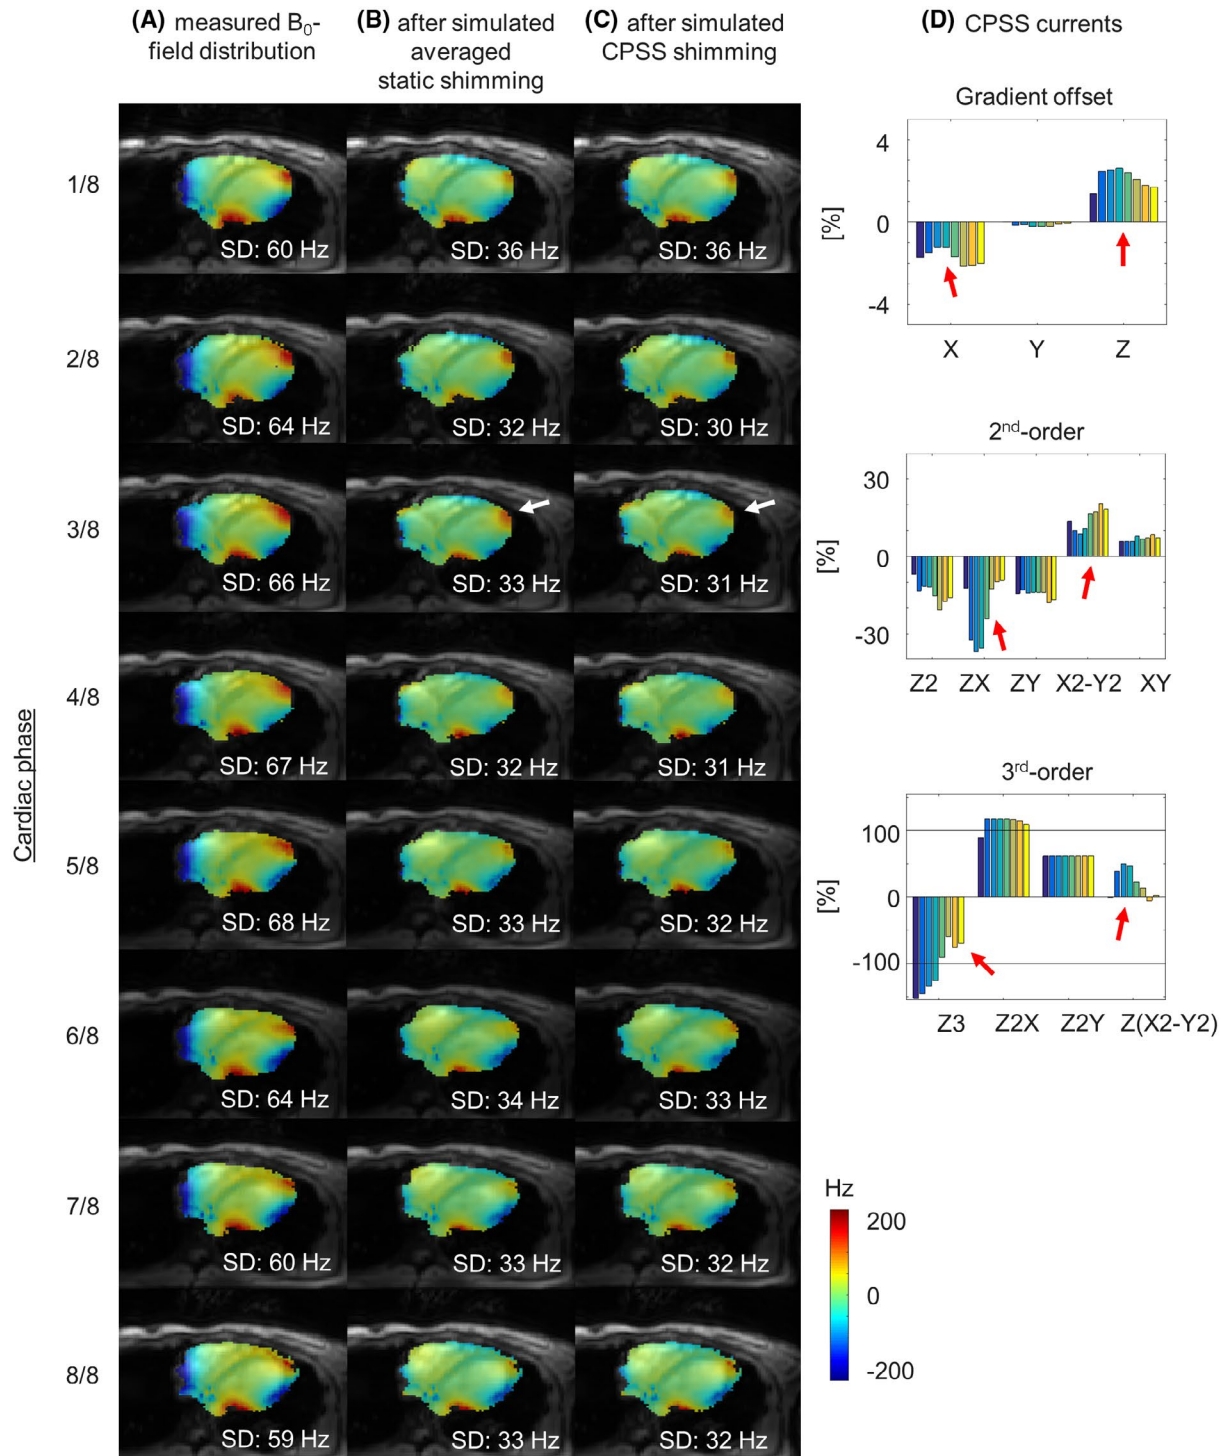 (A) measured B₀-
field distribution
(B) after simulated
averaged
static shimming
(C) after simulated
CPSS shimming
(D) CPSS currents
Cardiac phase
1/8
SD: 60 Hz
SD: 36 Hz
SD: 36 Hz
2/8
SD: 64 Hz
SD: 32 Hz
SD: 30 Hz
3/8
SD: 66 Hz
SD: 33 Hz
SD: 31 Hz
4/8
SD: 67 Hz
SD: 32 Hz
SD: 31 Hz
5/8
SD: 68 Hz
SD: 33 Hz
SD: 32 Hz
6/8
SD: 64 Hz
SD: 34 Hz
SD: 33 Hz
7/8
SD: 60 Hz
SD: 33 Hz
SD: 32 Hz
8/8
SD: 59 Hz
SD: 33 Hz
SD: 32 Hz
Gradient offset
[%]
4
0
-4
X Y Z
2ⁿᵈ-order
[%]
30
0
-30
Z2 ZX ZY X2-Y2 XY
3ʳᵈ-order
[%]
100
0
-100
Z3 Z2X Z2Y Z(X2-Y2)
Hz
200
0
-200